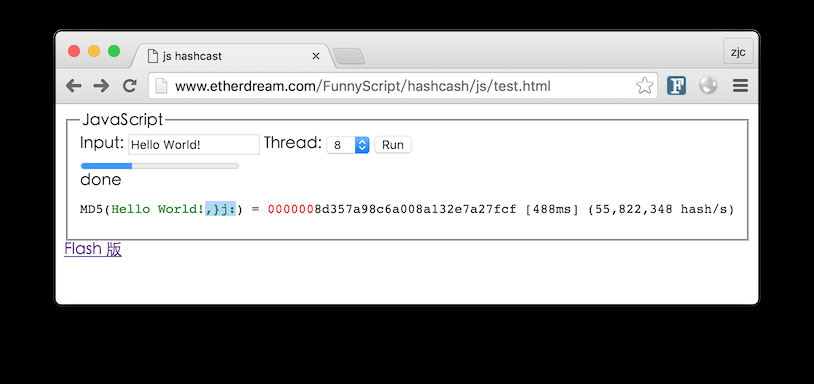 js hashcast
zjc
www.etherdream.com/FunnyScript/hashcash/js/test.html
JavaScript
Input: Hello World! Thread: 8 Run
done
MD5(Hello World!,}j:) = 0000008d357a98c6a008a132e7a27fcf [488ms] (55,822,348 hash/s)
Flash 版